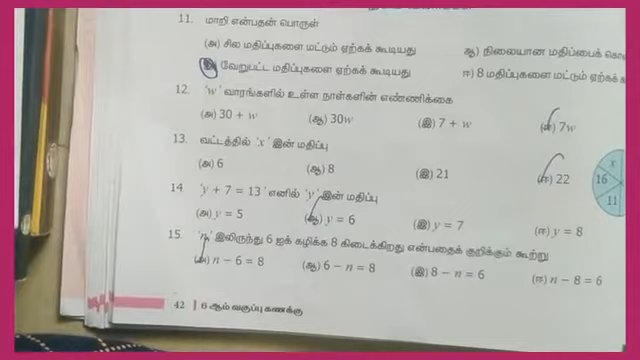 11. மாறி என்பதன் பொருள்
(அ) சில மதிப்புகளை மட்டும் ஏற்கக் கூடியது ஆ) நிலையான மதிப்பைக்
வேறுபட்ட மதிப்புகளை ஏற்கக் கூடியது ஈ) 8 மதிப்புகளை மட்டும் ஏற்கக்
12. 'w' வாரங்களில் உள்ள நாள்களின் எண்ணிக்கை
(அ) 30 + w (ஆ) 30w (இ) 7 + w (ஈ) 7w
13. வட்டத்தில் 'x' இன் மதிப்பு
(அ) 6 (ஆ) 8 (இ) 21 (ஈ) 22
x
16
11
14 'y + 7 = 13' எனில் 'y' இன் மதிப்பு
(அ) y = 5 (ஆ) y = 6 (இ) y = 7 (ஈ) y = 8
15. 'n' இலிருந்து 6 ஐக் கழிக்க 8 கிடைக்கிறது என்பதைக் குறிக்கும் கூற்று
(அ) n − 6 = 8 (ஆ) 6 − n = 8 (இ) 8 − n = 6 (ஈ) n − 8 = 6
42 | 6 ஆம் வகுப்பு கணக்கு